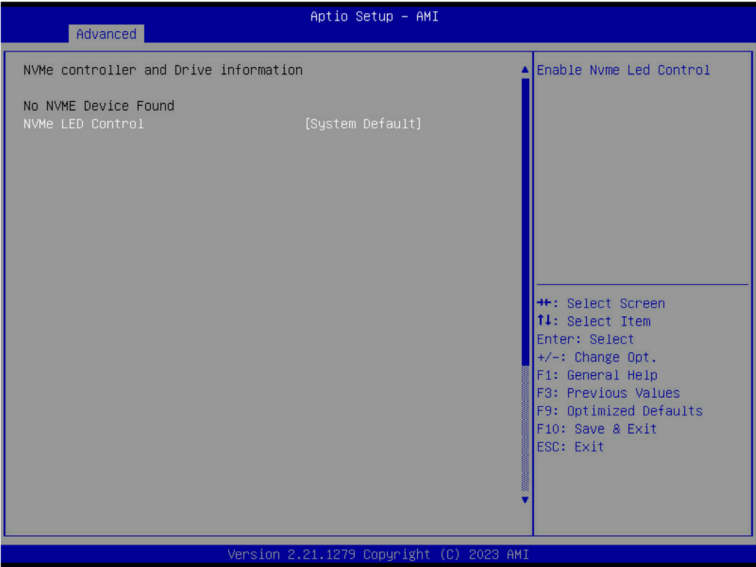 Aptio Setup – AMI
Advanced
NVMe controller and Drive information
No NVME Device Found
NVMe LED Control [System Default]
Enable Nvme Led Control
→←: Select Screen
↑↓: Select Item
Enter: Select
+/-: Change Opt.
F1: General Help
F3: Previous Values
F9: Optimized Defaults
F10: Save & Exit
ESC: Exit
Version 2.21.1279 Copyright (C) 2023 AMI